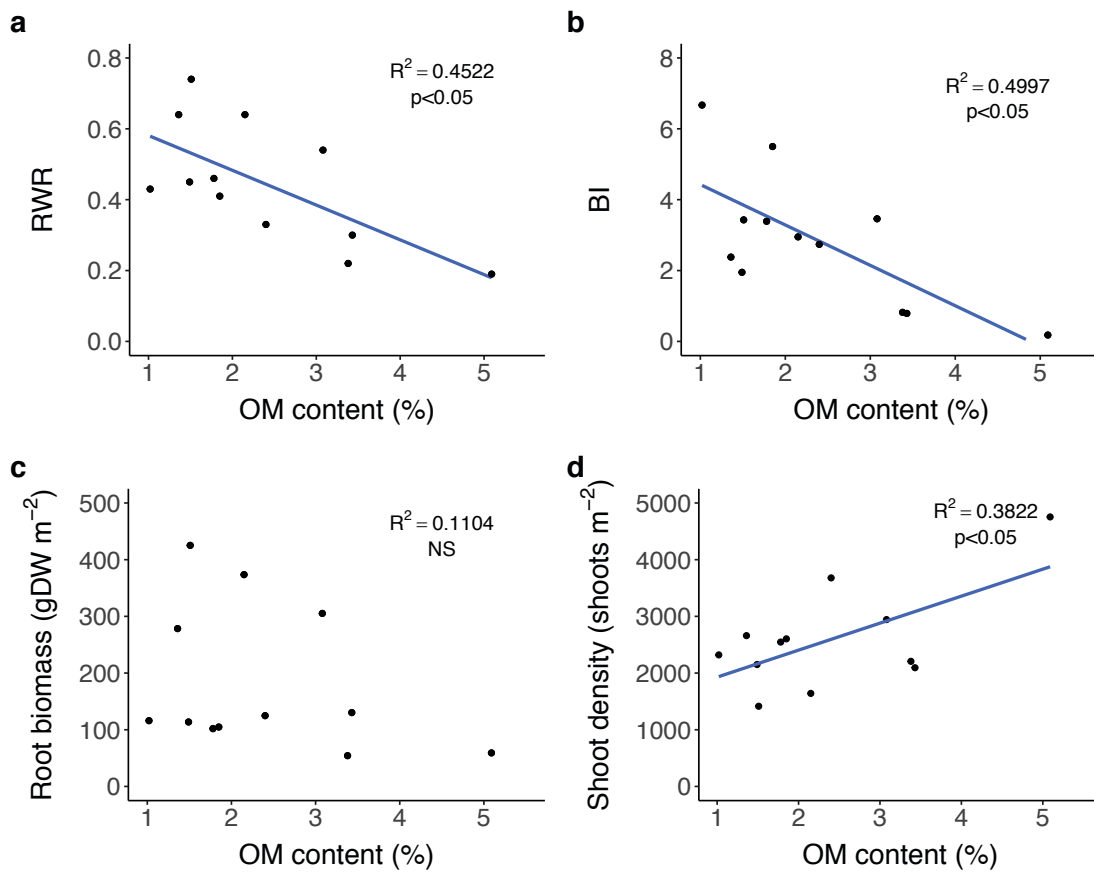 a
R² = 0.4522
p<0.05
RWR
0.8
0.6
0.4
0.2
0.0
1 2 3 4 5
OM content (%)
b
R² = 0.4997
p<0.05
BI
8
6
4
2
0
1 2 3 4 5
OM content (%)
c
R² = 0.1104
NS
Root biomass (gDW m⁻²)
500
400
300
200
100
0
1 2 3 4 5
OM content (%)
d
R² = 0.3822
p<0.05
Shoot density (shoots m⁻²)
5000
4000
3000
2000
1000
0
1 2 3 4 5
OM content (%)